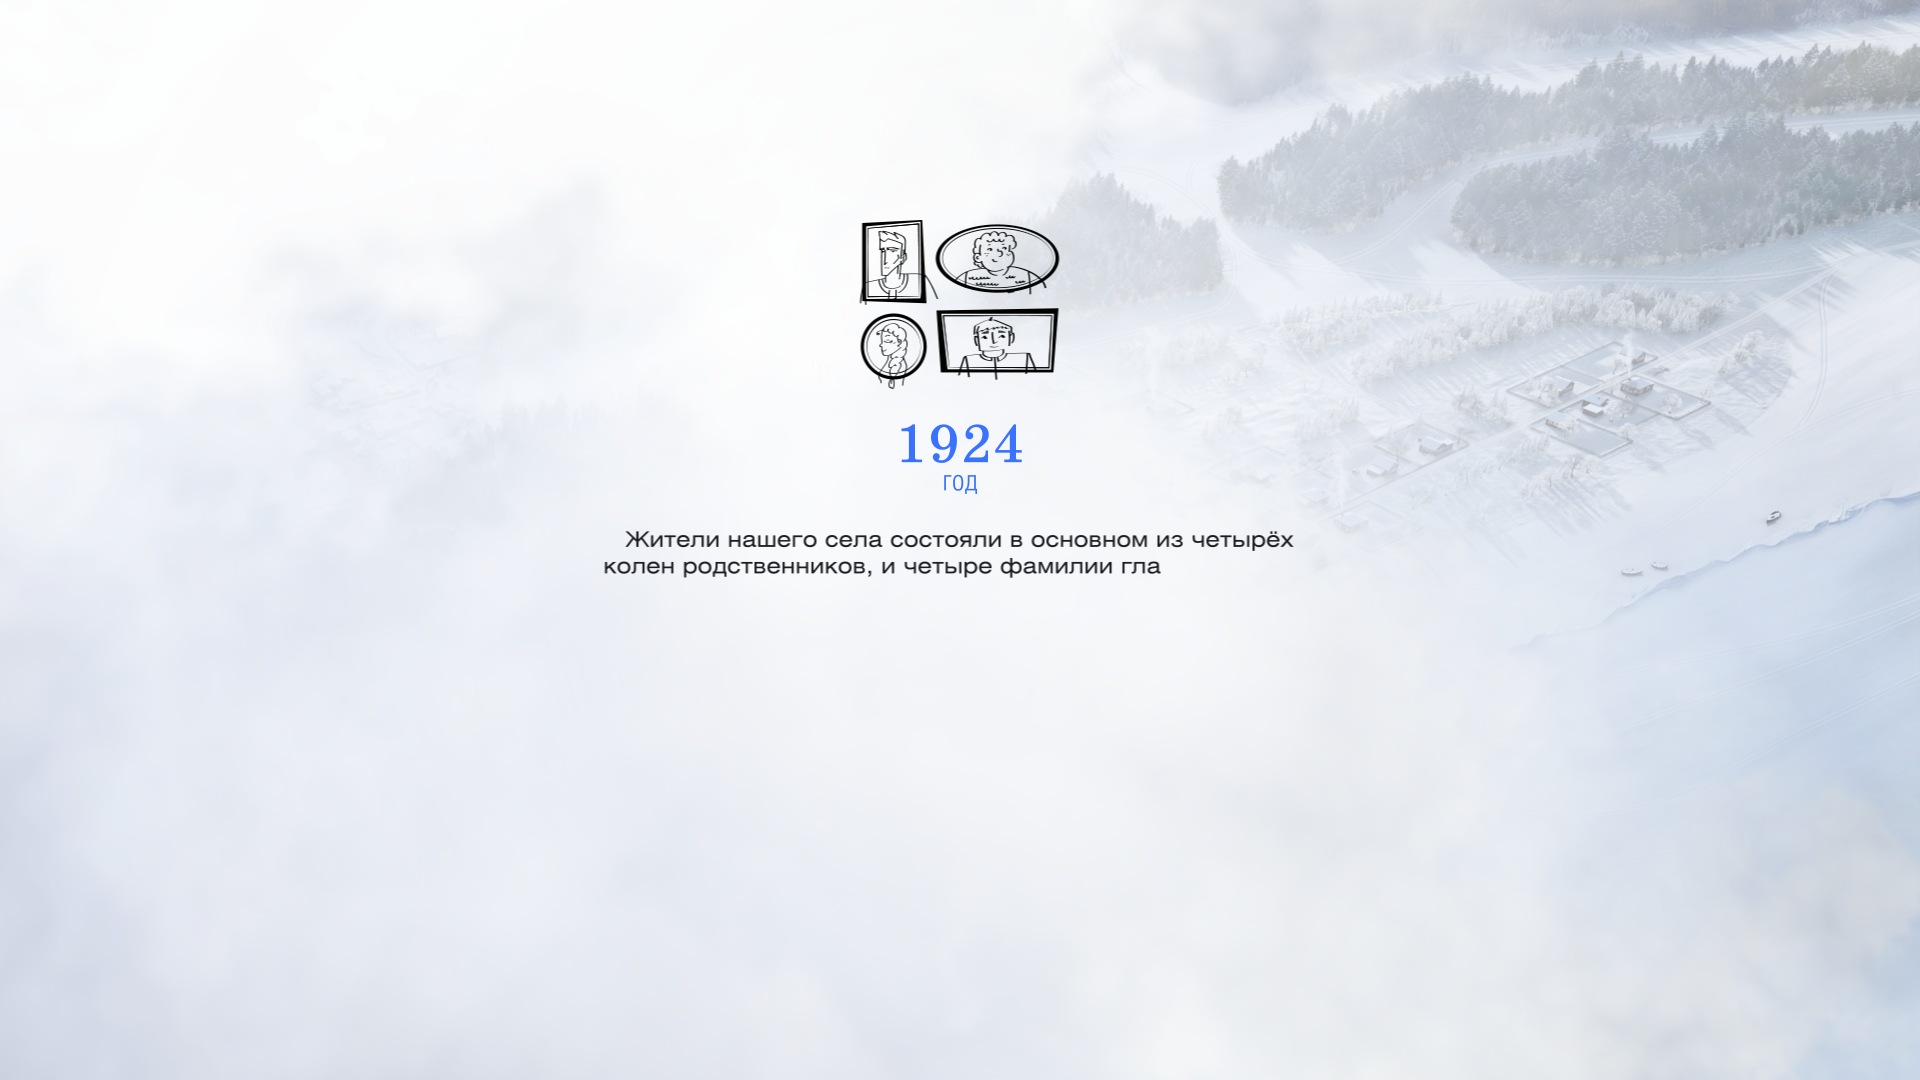 1924
ГОД
Жители нашего села состояли в основном из четырёх
колен родственников, и четыре фамилии гла